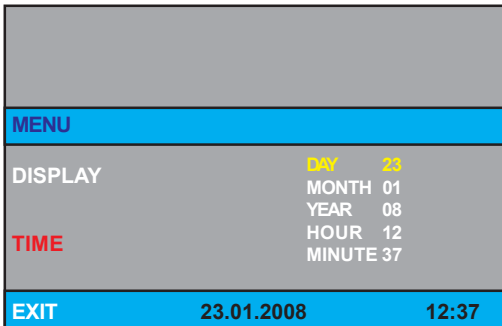 MENU
DISPLAY
DAY 23
MONTH 01
YEAR 08
HOUR 12
MINUTE 37
TIME
EXIT 23.01.2008 12:37